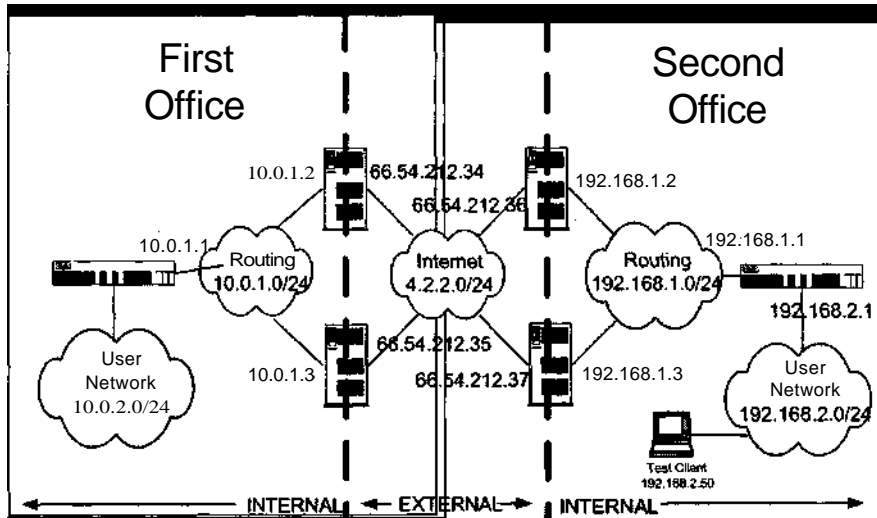 First
Office
Second
Office
10.0.1.2
66.54.212.34
66.54.212.36
192.168.1.2
10.0.1.1
Routing
10.0.1.0/24
Internet
4.2.2.0/24
Routing
192.168.1.0/24
192.168.1.1
192.168.2.1
66.54.212.35
10.0.1.3
66.54.212.37
192.168.1.3
User
Network
10.0.2.0/24
User
Network
192.168.2.0/24
Test Client
192.168.2.50
INTERNAL
EXTERNAL
INTERNAL